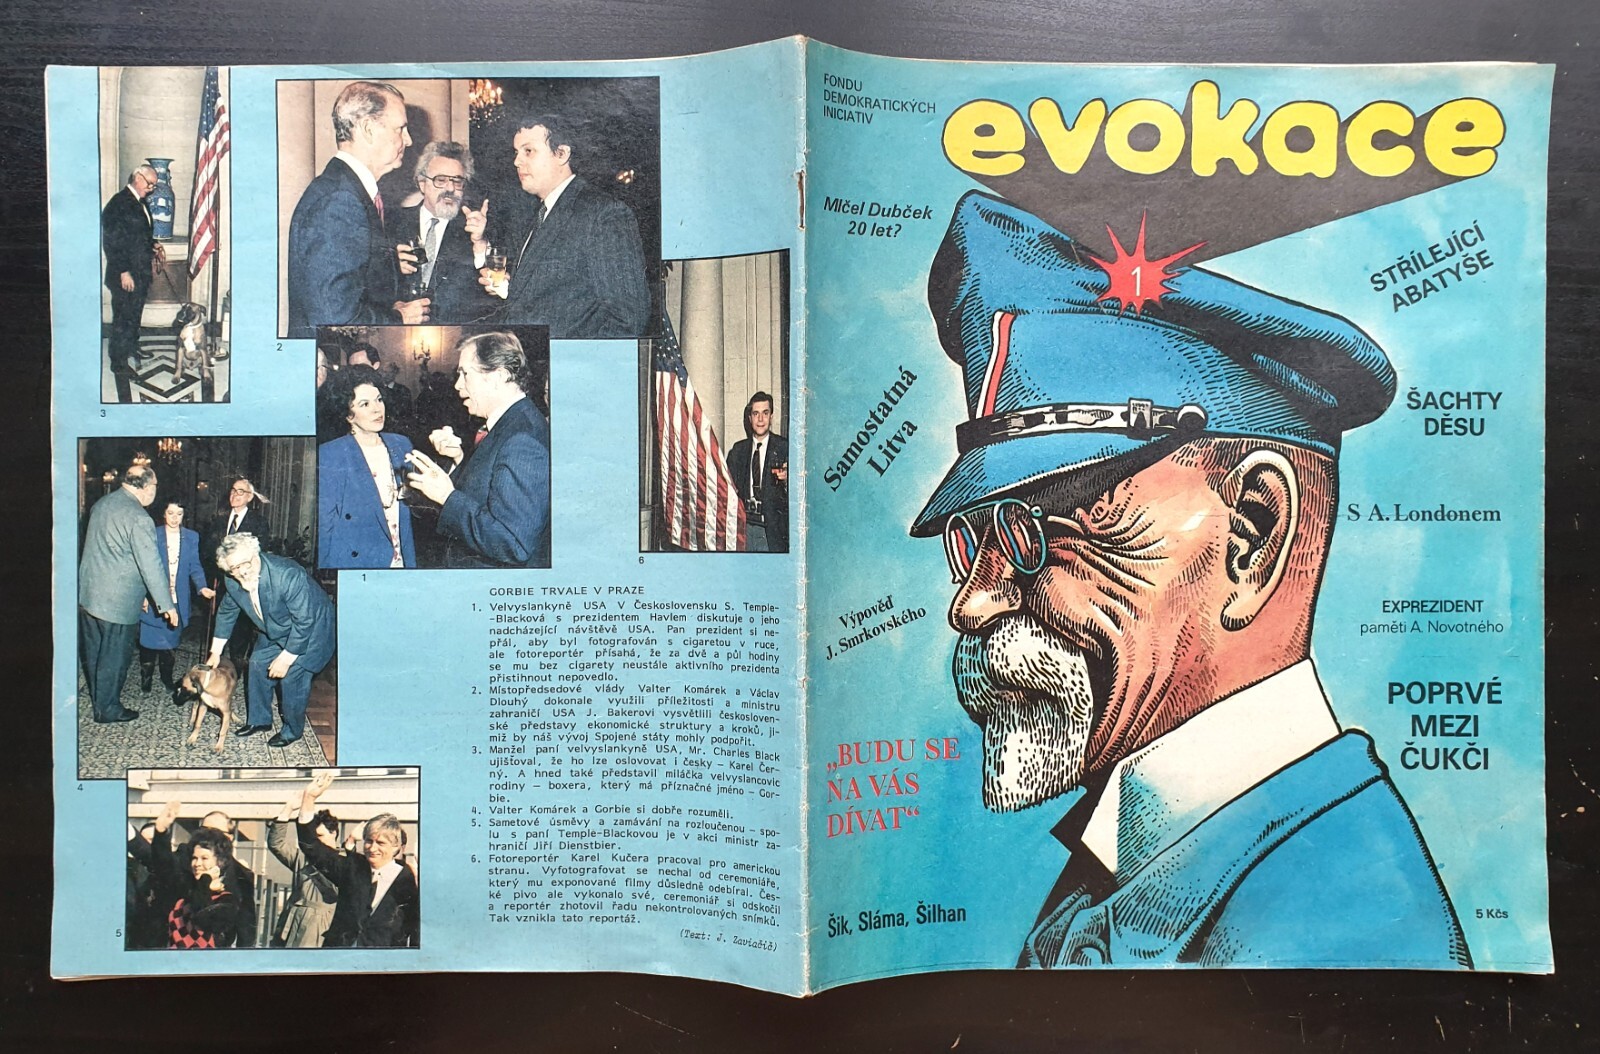 3
2
1
6
4
5
GORBIE TRVALE V PRAZE
1. Velvyslankyně USA V Československu S. Temple-
-Blacková s prezidentem Havlem diskutuje o jeho
nadcházející návštěvě USA. Pan prezident si ne-
přál, aby byl fotografován s cigaretou v ruce,
ale fotoreportér přísahá, že za dvě a půl hodiny
se mu bez cigarety neustále aktivního prezidenta
přistihnout nepovedlo.
2. Místopředsedové vlády Valter Komárek a Václav
Dlouhý dokonale využili příležitosti a ministru
zahraničí USA J. Bakerovi vysvětlili českosloven-
ské představy ekonomické struktury a kroků, ji-
miž by náš vývoj Spojené státy mohly podpořit.
3. Manžel paní velvyslankyně USA, Mr. Charles Black
ujišťoval, že ho lze oslovovat i česky – Karel Čer-
ný. A hned také představil miláčka velvyslancovic
rodiny – boxera, který má příznačné jméno – Gor-
bie.
4. Valter Komárek a Gorbie si dobře rozuměli.
5. Sametové úsměvy a zamávání na rozloučenou – spo-
lu s paní Temple-Blackovou je v akci ministr za-
hraničí Jiří Dienstbier.
6. Fotoreportér Karel Kučera pracoval pro americkou
stranu. Vyfotografovat se nechal od ceremoniáře,
který mu exponované filmy důsledně odebíral. Čes-
ké pivo ale vykonalo své, ceremoniář si odskočil
a reportér zhotovil řadu nekontrolovaných snímků.
Tak vznikla tato reportáž.
(Text: J. Zaviačič)
FONDU
DEMOKRATICKÝCH
INICIATIV
evokace
Mlčel Dubček
20 let?
1
STŘÍLEJÍCÍ
ABATYŠE
Samostatná
Litva
ŠACHTY
DĚSU
S A. Londonem
Výpověď
J. Smrkovského
EXPREZIDENT
paměti A. Novotného
POPRVÉ
MEZI
ČUKČI
„BUDU SE
NA VÁS
DÍVAT“
Šik, Sláma, Šilhan
5 Kčs